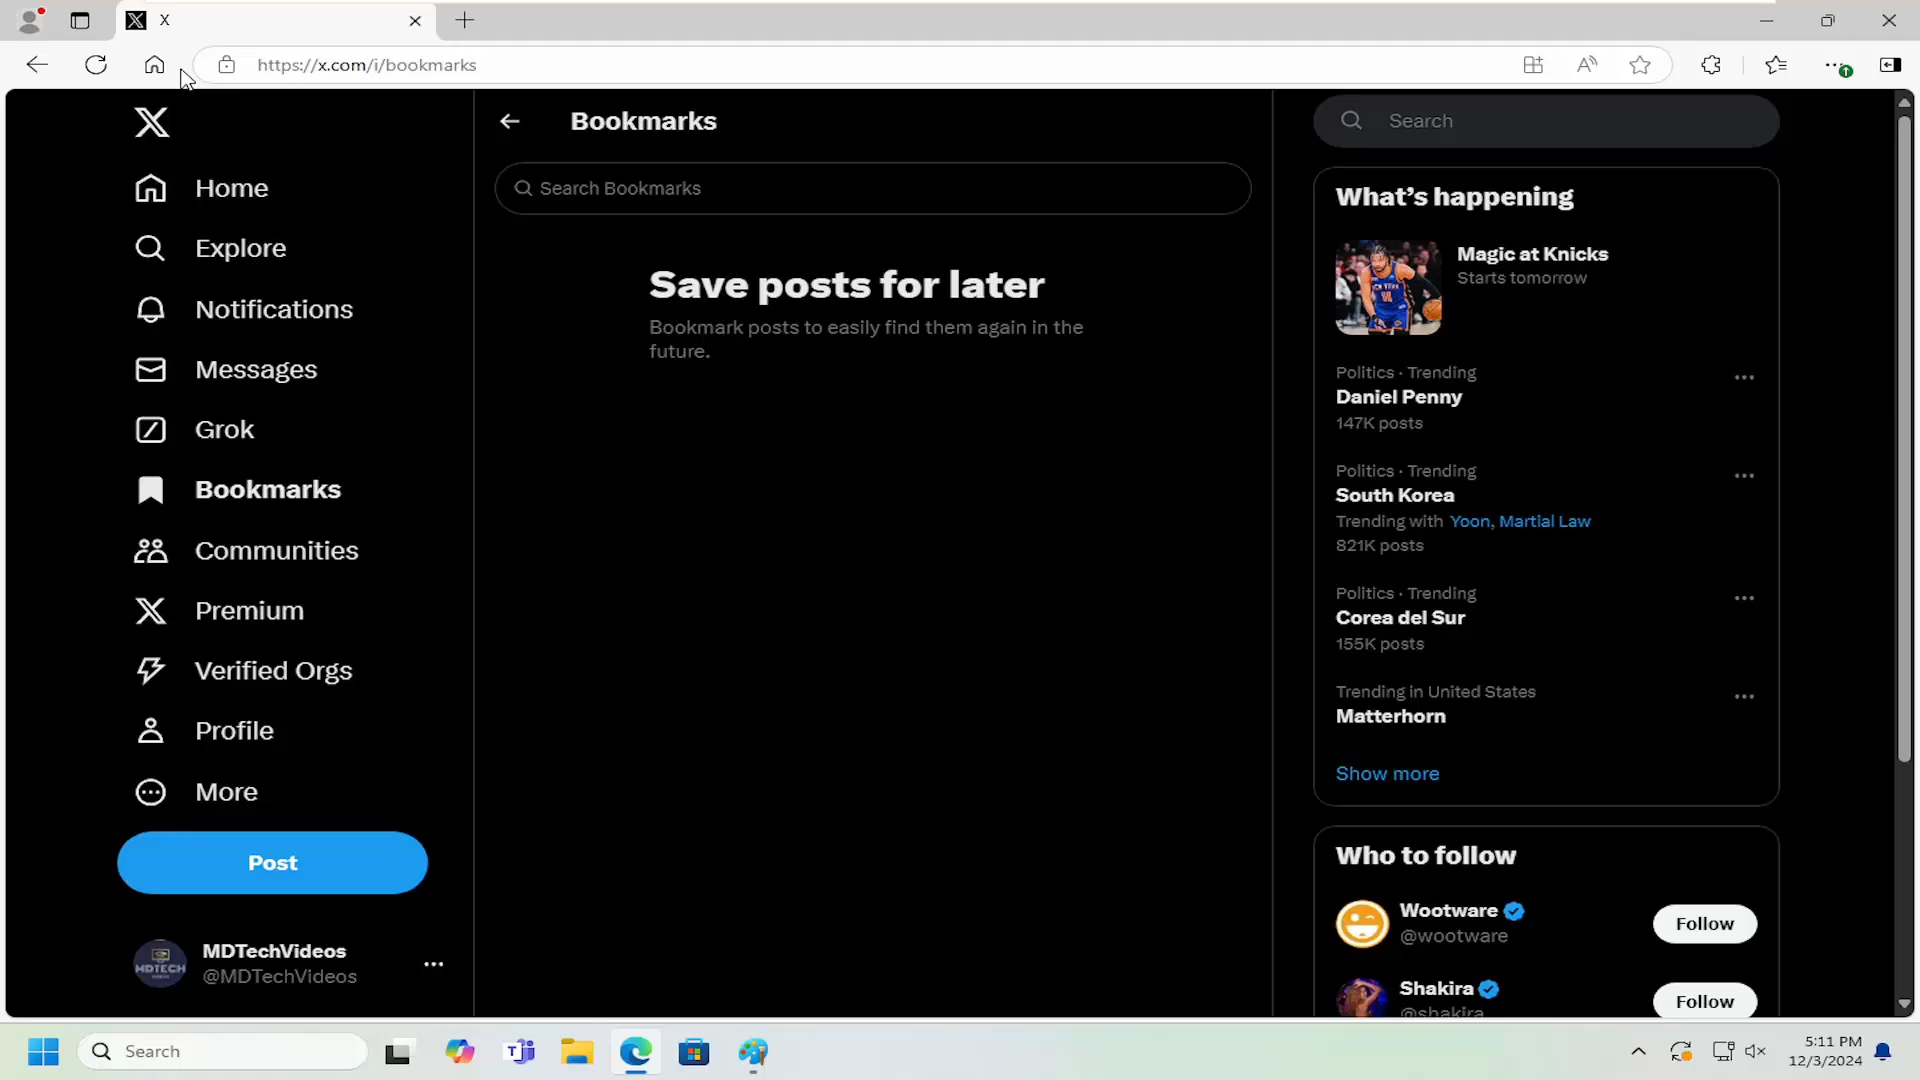 X
https://x.com/i/bookmarks
Home
Explore
Notifications
Messages
Grok
Bookmarks
Communities
Premium
Verified Orgs
Profile
More
Post
MDTechVideos
@MDTechVideos
MDTECH
Bookmarks
Search Bookmarks
Save posts for later
Bookmark posts to easily find them again in the
future.
Search
What's happening
Magic at Knicks
Starts tomorrow
Politics · Trending
Daniel Penny
147K posts
Politics · Trending
South Korea
Trending with Yoon, Martial Law
821K posts
Politics · Trending
Corea del Sur
155K posts
Trending in United States
Matterhorn
Show more
Who to follow
Wootware
@wootware
Follow
Shakira
@shakira
Follow
Search
5:11 PM
12/3/2024